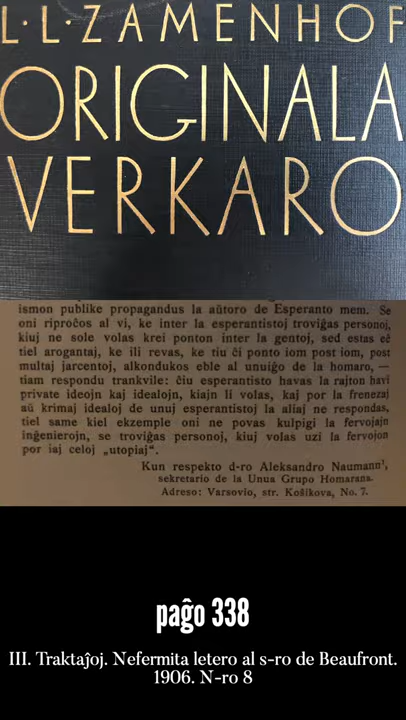 L·L·ZAMENHOF
ORIGINALA
VERKARO
ismon publike propagandus la aŭtoro de Esperanto mem. Se
oni riproĉos al vi, ke inter la esperantistoj troviĝas personoj,
kiuj ne sole volas krei ponton inter la gentoj, sed estas eĉ
tiel arogantaj, ke ili revas, ke tiu ĉi ponto iom post iom, post
multaj jarcentoj, alkondukos eble al unuiĝo de la homaro, —
tiam respondu trankvile: ĉiu esperantisto havas la rajton havi
private ideojn kaj idealojn, kiajn li volas, kaj por la frenezaj
aŭ krimaj idealoj de unuj esperantistoj la aliaj ne respondas,
tiel same kiel ekzemple oni ne povas kulpigi la fervojajn
inĝenierojn, se troviĝas personoj, kiuj volas uzi la fervojon
por iaj celoj „utopiaj“.
Kun respekto d-ro Aleksandro Naumann¹,
sekretario de la Unua Grupo Homarana.
Adreso: Varsovio, str. Koŝikova, No. 7.
paĝo 338
III. Traktaĵoj. Nefermita letero al s-ro de Beaufront.
1906. N-ro 8